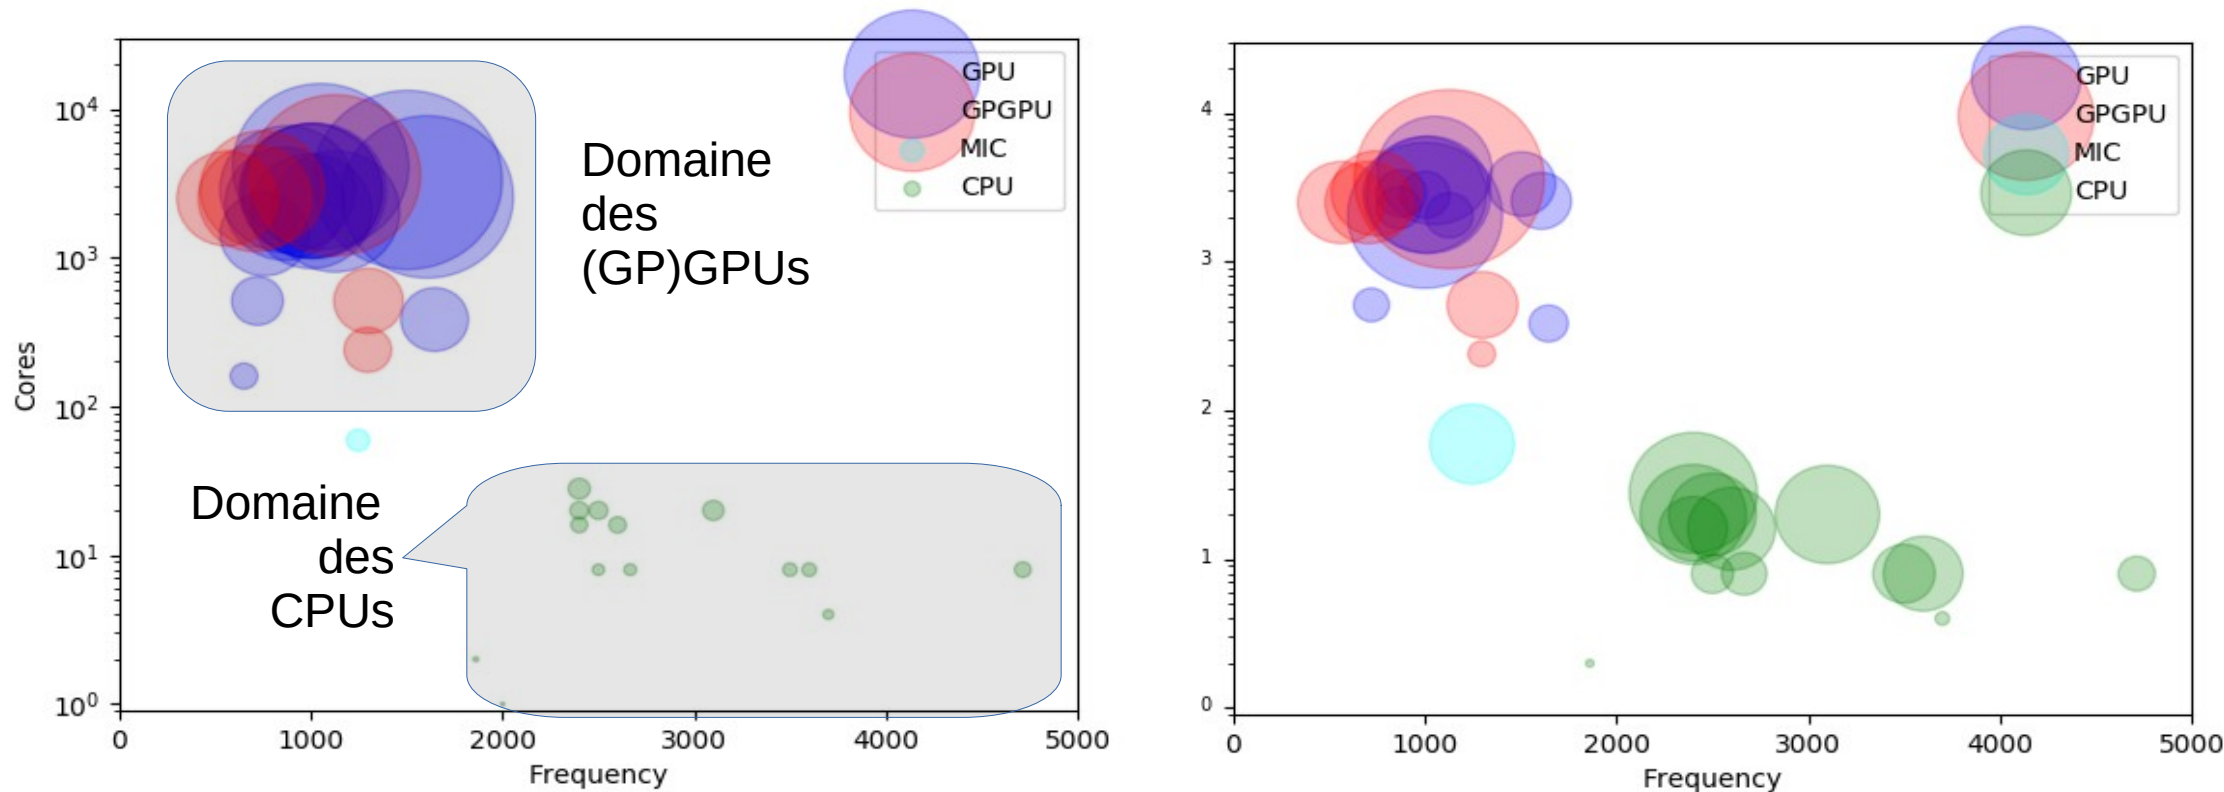 GPU
GPGPU
MIC
CPU
Domaine
des
(GP)GPUs
Domaine
des
CPUs
Cores
10^4
10^3
10^2
10^1
10^0
0 1000 2000 3000 4000 5000
Frequency
GPU
GPGPU
MIC
CPU
4
3
2
1
0
0 1000 2000 3000 4000 5000
Frequency